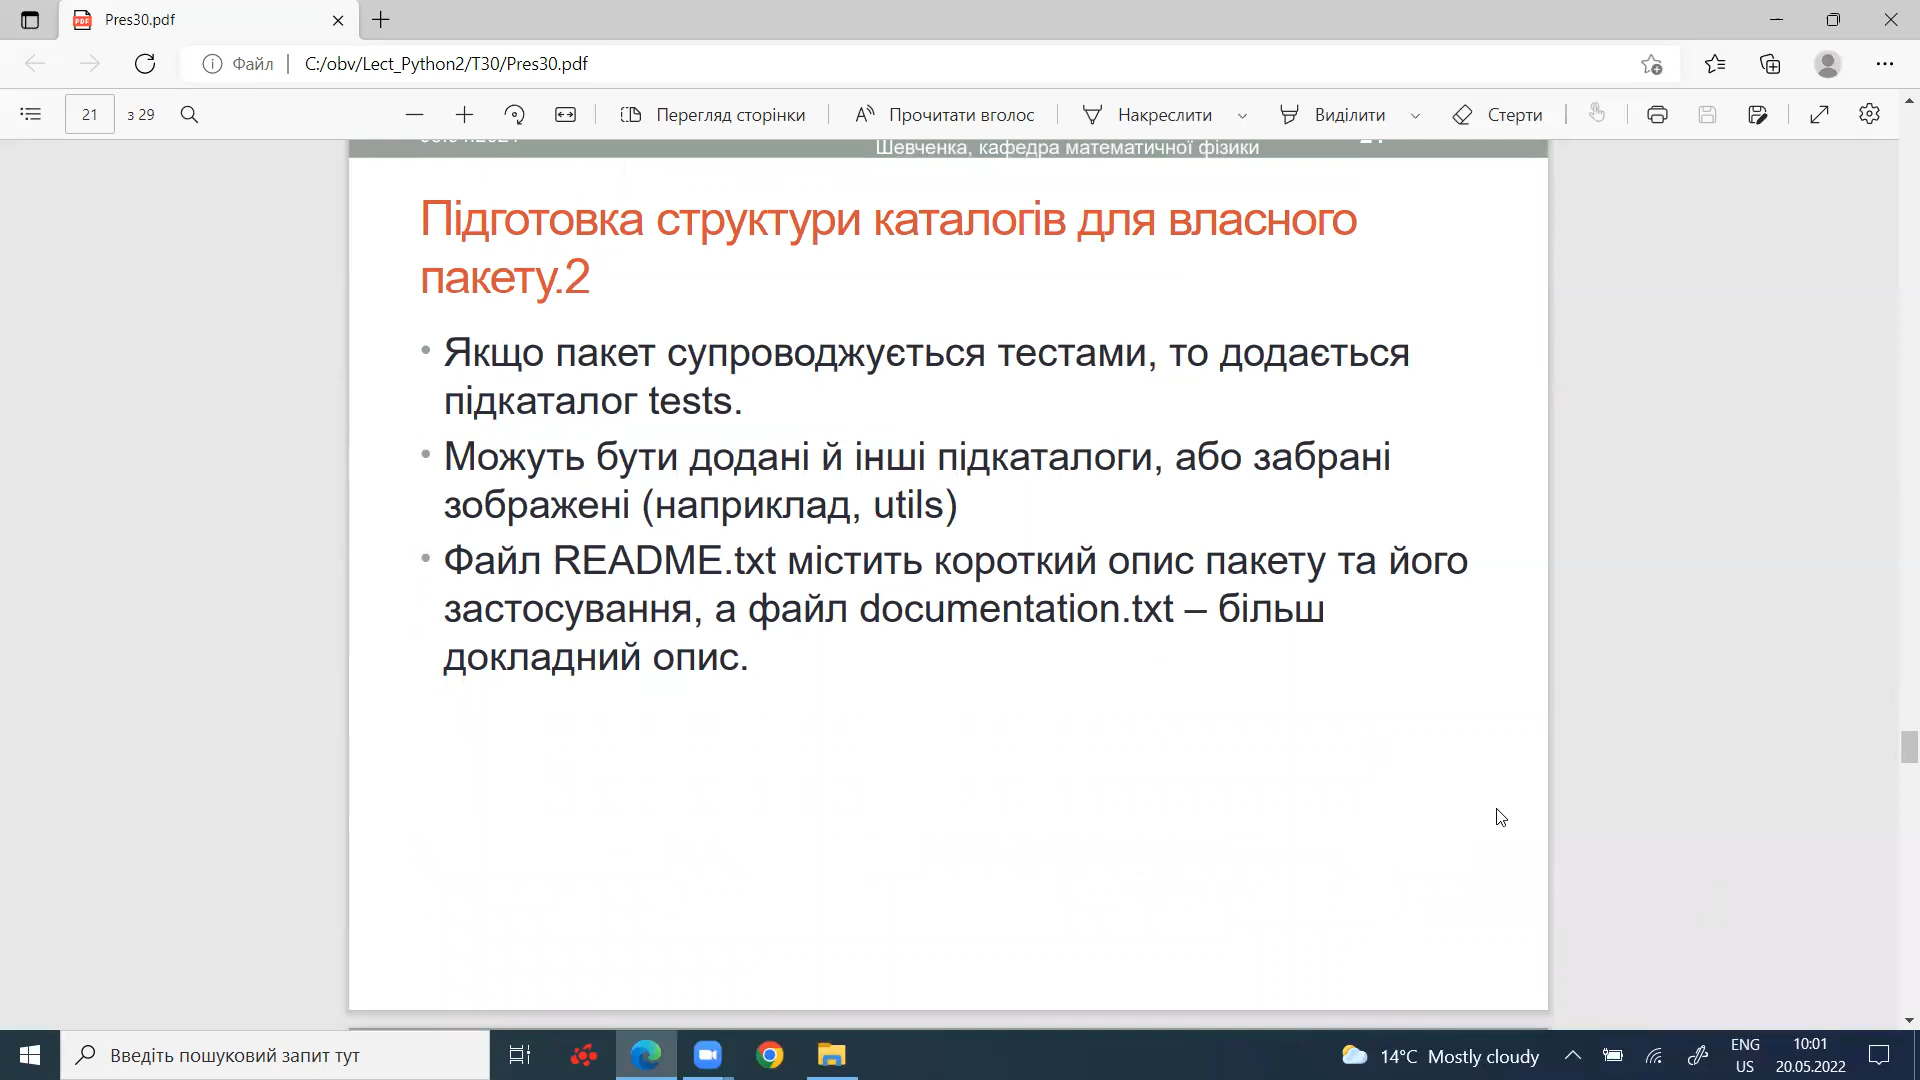 Pres30.pdf
Файл
C:/obv/Lect_Python2/T30/Pres30.pdf
21
з 29
Перегляд сторінки
Прочитати вголос
Накреслити
Виділити
Стерти
Шевченка, кафедра математичної фізики
Підготовка структури каталогів для власного
пакету.2
• Якщо пакет супроводжується тестами, то додається
підкаталог tests.
• Можуть бути додані й інші підкаталоги, або забрані
зображені (наприклад, utils)
• Файл README.txt містить короткий опис пакету та його
застосування, а файл documentation.txt – більш
докладний опис.
Введіть пошуковий запит тут
14°C Mostly cloudy
ENG
US
10:01
20.05.2022